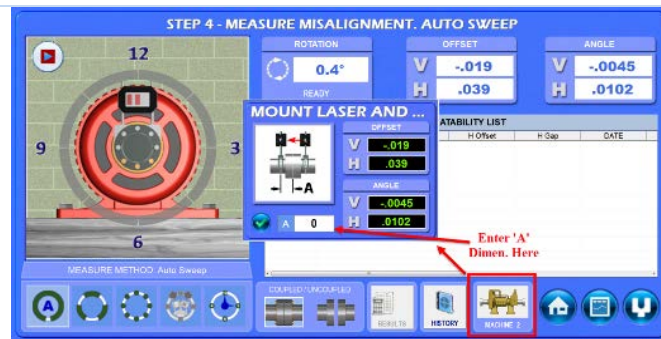 STEP 4 - MEASURE MISALIGNMENT. AUTO SWEEP
12
9
3
6
ROTATION
0.4°
READY
OFFSET
V -.019
H .039
ANGLE
V -.0045
H .0102
ATABILITY LIST
H Offset H Gap DATE
MOUNT LASER AND ...
A
A 0
OFFSET
V -.019
H .039
ANGLE
V -.0045
H .0102
Enter 'A'
Dimen. Here
MEASURE METHOD Auto Sweep
A
COUPLED / UNCOUPLED
RESULTS
HISTORY
MACHINE 2